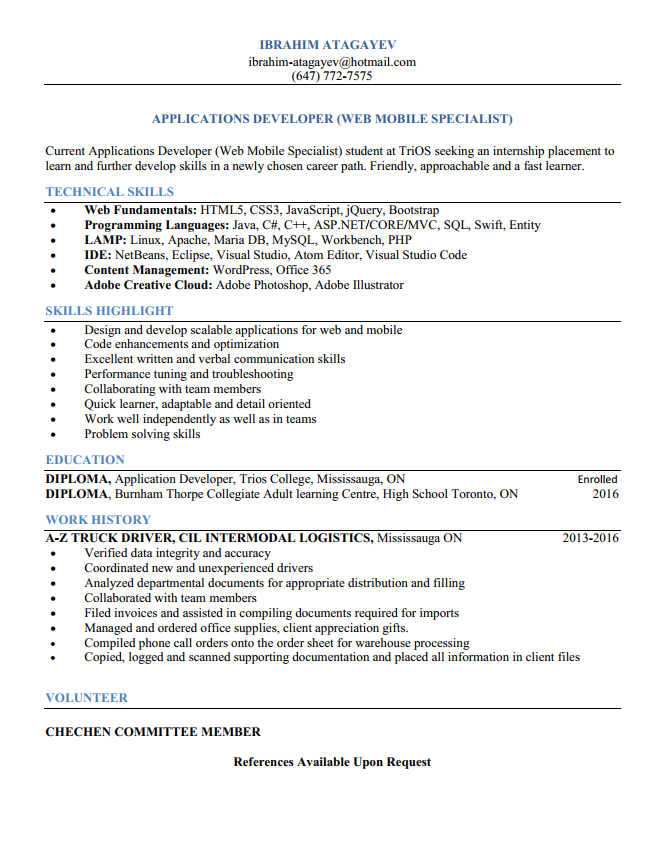 IBRAHIM ATAGAYEV
ibrahim-atagayev@hotmail.com
(647) 772-7575
APPLICATIONS DEVELOPER (WEB MOBILE SPECIALIST)
Current Applications Developer (Web Mobile Specialist) student at TriOS seeking an internship placement to
learn and further develop skills in a newly chosen career path. Friendly, approachable and a fast learner.
TECHNICAL SKILLS
• Web Fundamentals: HTML5, CSS3, JavaScript, jQuery, Bootstrap
• Programming Languages: Java, C#, C++, ASP.NET/CORE/MVC, SQL, Swift, Entity
• LAMP: Linux, Apache, Maria DB, MySQL, Workbench, PHP
• IDE: NetBeans, Eclipse, Visual Studio, Atom Editor, Visual Studio Code
• Content Management: WordPress, Office 365
• Adobe Creative Cloud: Adobe Photoshop, Adobe Illustrator
SKILLS HIGHLIGHT
• Design and develop scalable applications for web and mobile
• Code enhancements and optimization
• Excellent written and verbal communication skills
• Performance tuning and troubleshooting
• Collaborating with team members
• Quick learner, adaptable and detail oriented
• Work well independently as well as in teams
• Problem solving skills
EDUCATION
DIPLOMA, Application Developer, Trios College, Mississauga, ON Enrolled
DIPLOMA, Burnham Thorpe Collegiate Adult learning Centre, High School Toronto, ON 2016
WORK HISTORY
A-Z TRUCK DRIVER, CIL INTERMODAL LOGISTICS, Mississauga ON 2013-2016
• Verified data integrity and accuracy
• Coordinated new and unexperienced drivers
• Analyzed departmental documents for appropriate distribution and filling
• Collaborated with team members
• Filed invoices and assisted in compiling documents required for imports
• Managed and ordered office supplies, client appreciation gifts.
• Compiled phone call orders onto the order sheet for warehouse processing
• Copied, logged and scanned supporting documentation and placed all information in client files
VOLUNTEER
CHECHEN COMMITTEE MEMBER
References Available Upon Request